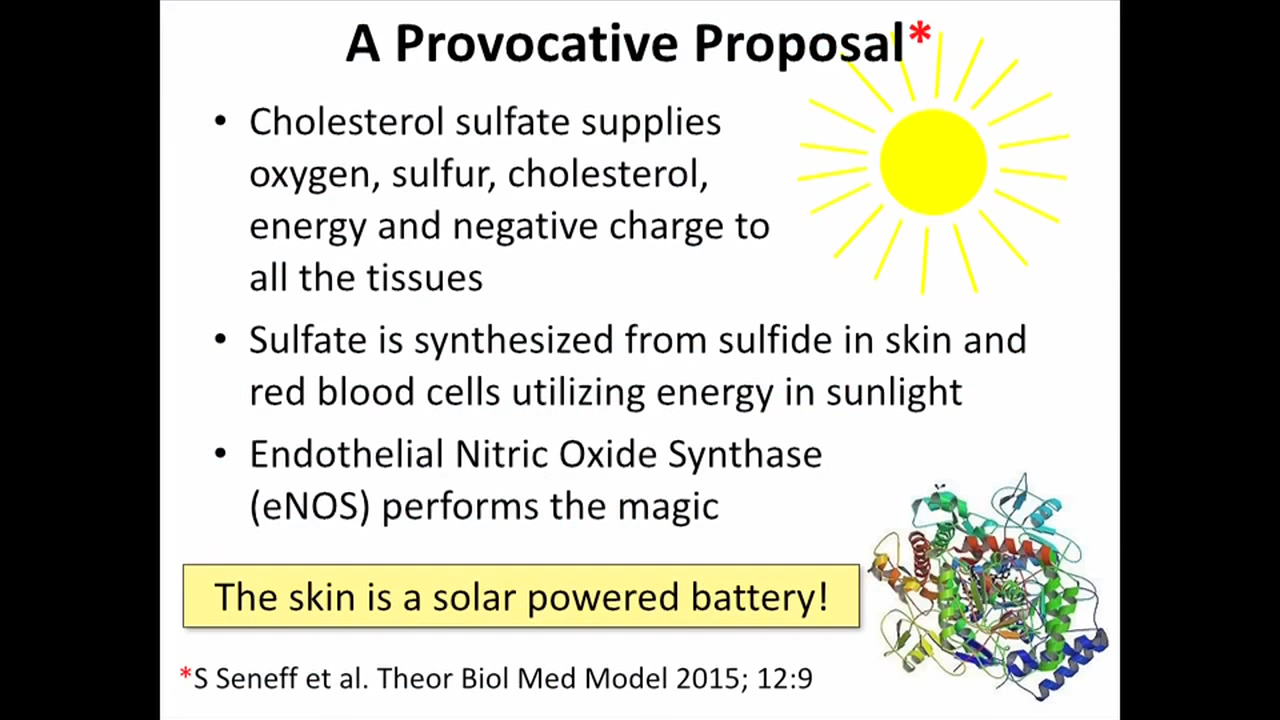 A Provocative Proposal*
• Cholesterol sulfate supplies
oxygen, sulfur, cholesterol,
energy and negative charge to
all the tissues
• Sulfate is synthesized from sulfide in skin and
red blood cells utilizing energy in sunlight
• Endothelial Nitric Oxide Synthase
(eNOS) performs the magic
The skin is a solar powered battery!
*S Seneff et al. Theor Biol Med Model 2015; 12:9